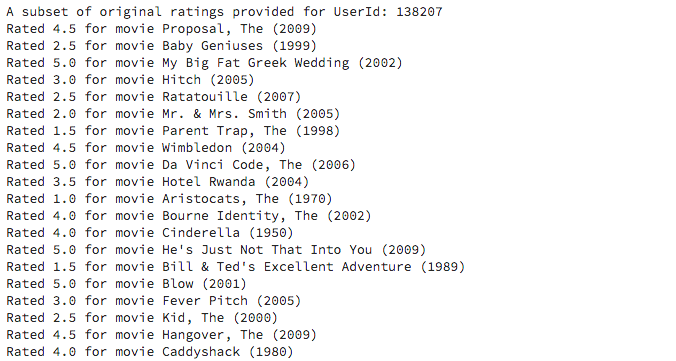 A subset of original ratings provided for UserId: 138207
Rated 4.5 for movie Proposal, The (2009)
Rated 2.5 for movie Baby Geniuses (1999)
Rated 5.0 for movie My Big Fat Greek Wedding (2002)
Rated 3.0 for movie Hitch (2005)
Rated 2.5 for movie Ratatouille (2007)
Rated 2.0 for movie Mr. & Mrs. Smith (2005)
Rated 1.5 for movie Parent Trap, The (1998)
Rated 4.5 for movie Wimbledon (2004)
Rated 5.0 for movie Da Vinci Code, The (2006)
Rated 3.5 for movie Hotel Rwanda (2004)
Rated 1.0 for movie Aristocats, The (1970)
Rated 4.0 for movie Bourne Identity, The (2002)
Rated 4.0 for movie Cinderella (1950)
Rated 5.0 for movie He's Just Not That Into You (2009)
Rated 1.5 for movie Bill & Ted's Excellent Adventure (1989)
Rated 5.0 for movie Blow (2001)
Rated 3.0 for movie Fever Pitch (2005)
Rated 2.5 for movie Kid, The (2000)
Rated 4.5 for movie Hangover, The (2009)
Rated 4.0 for movie Caddyshack (1980)